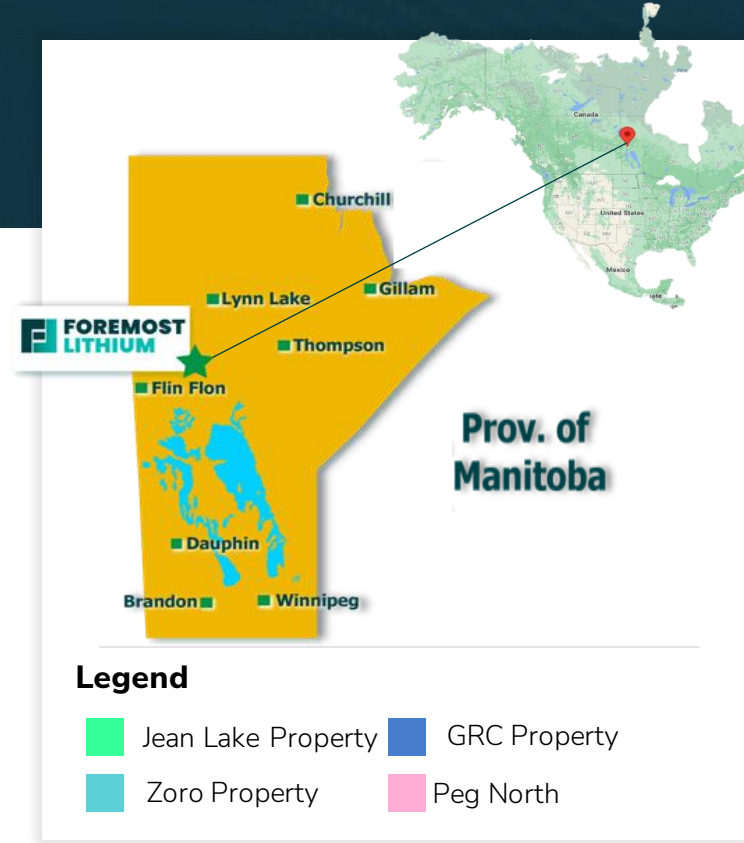 Canada
United States
Mexico
Churchill
Lynn Lake
Gillam
FOREMOST
LITHIUM
Thompson
Flin Flon
Prov. of
Manitoba
Dauphin
Brandon
Winnipeg
Legend
Jean Lake Property
GRC Property
Zoro Property
Peg North